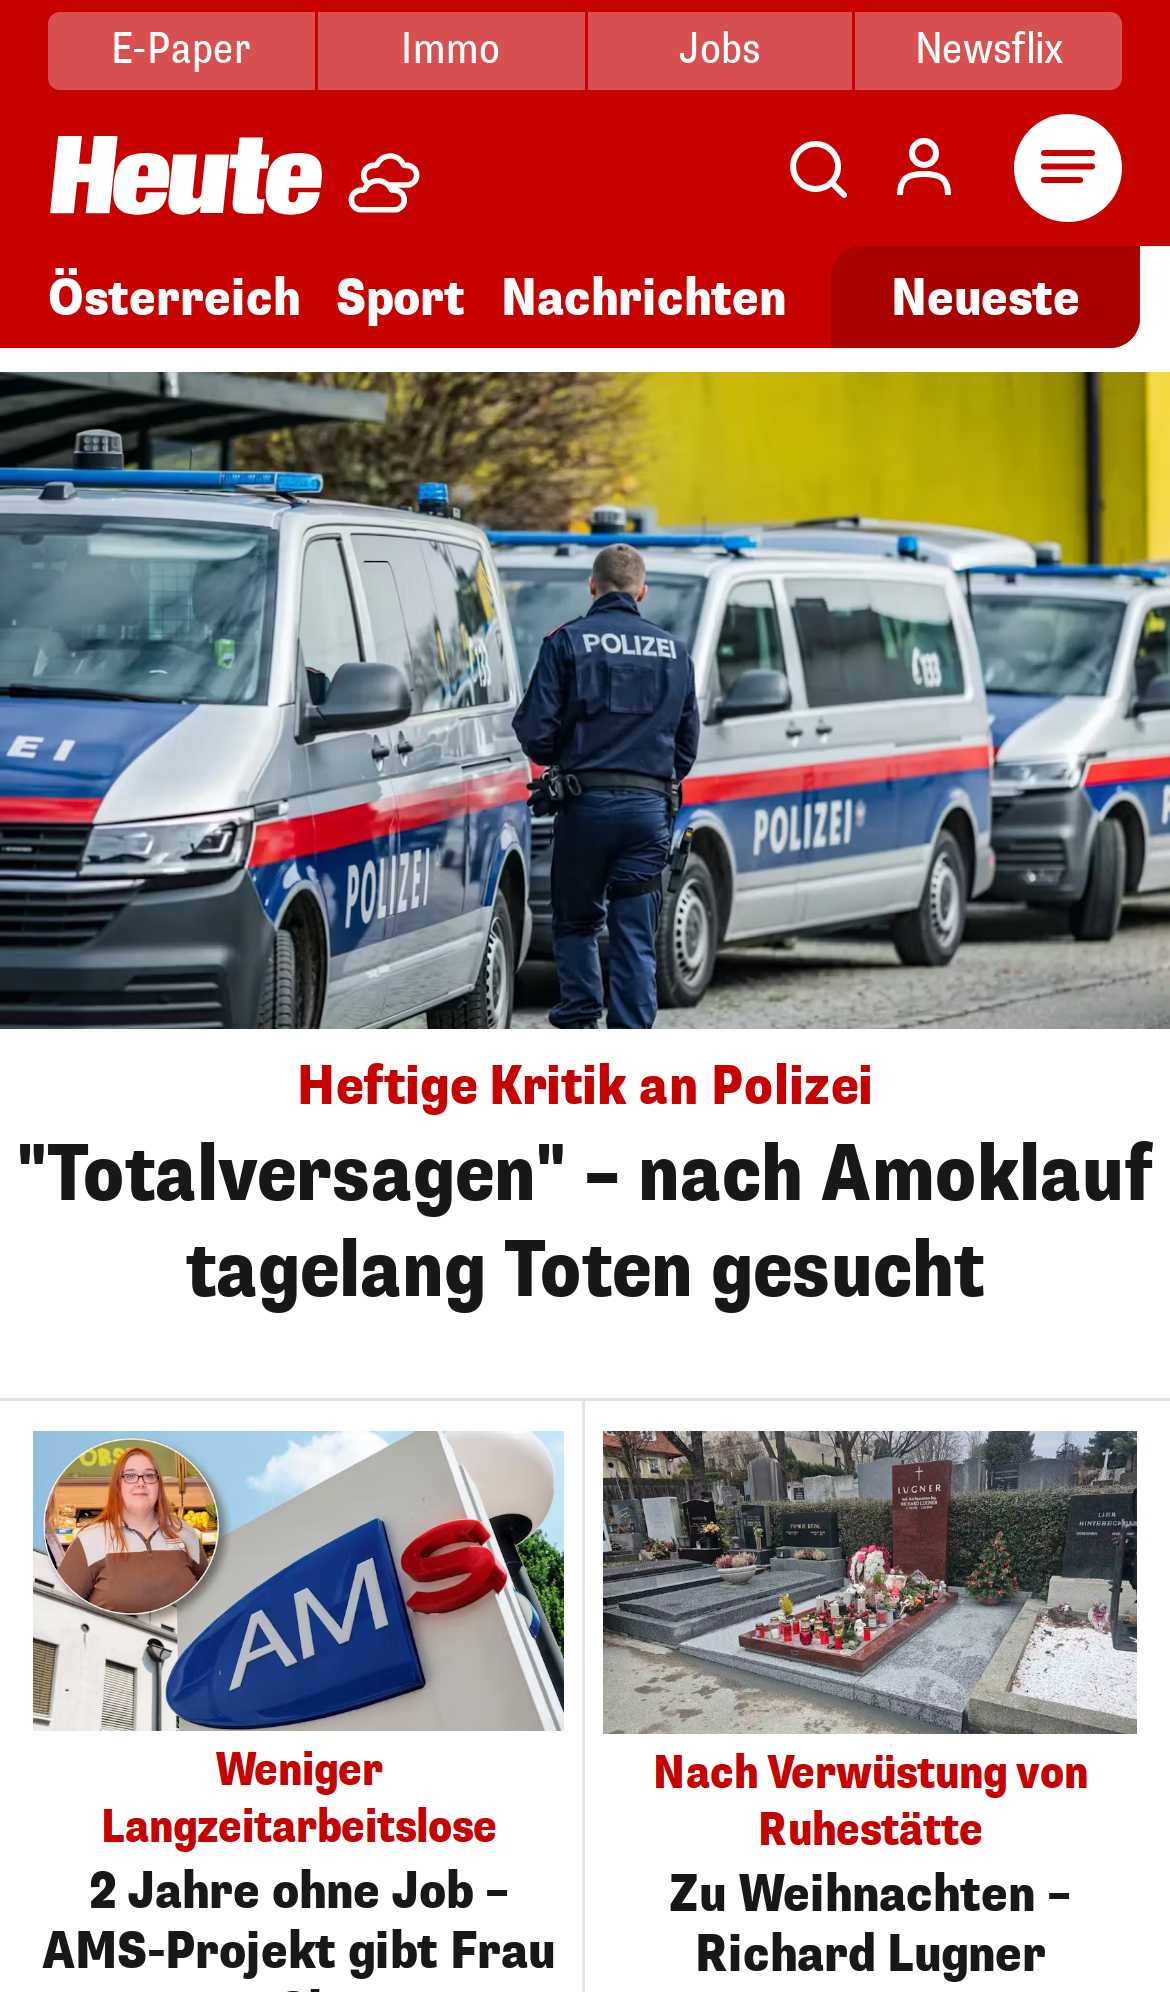 E-Paper
Immo
Jobs
Newsflix
Heute
Österreich
Sport
Nachrichten
Neueste
POLIZEI
EI
POLIZEI
POLIZEI
133
Heftige Kritik an Polizei
"Totalversagen" – nach Amoklauf
tagelang Toten gesucht
AMS
LUGNER
Weniger
Langzeitarbeitslose
2 Jahre ohne Job –
AMS-Projekt gibt Frau
Nach Verwüstung von
Ruhestätte
Zu Weihnachten –
Richard Lugner